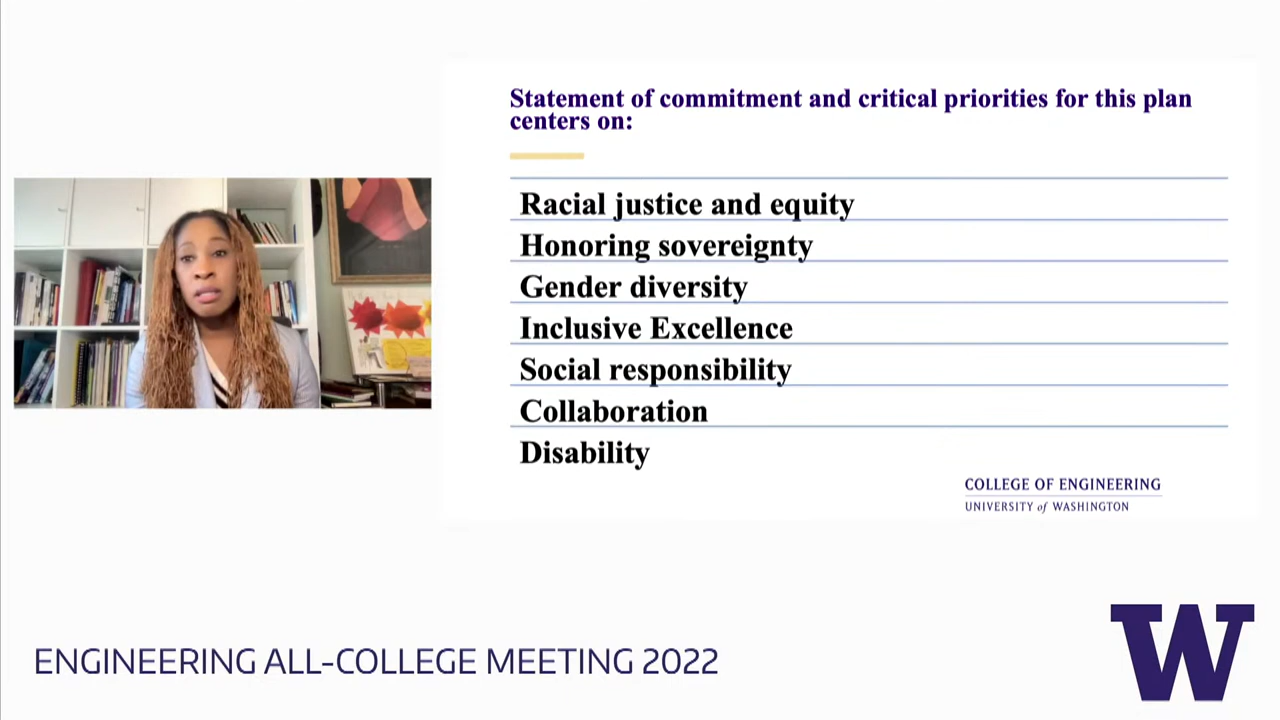 Statement of commitment and critical priorities for this plan
centers on:
Racial justice and equity
Honoring sovereignty
Gender diversity
Inclusive Excellence
Social responsibility
Collaboration
Disability
COLLEGE OF ENGINEERING
UNIVERSITY of WASHINGTON
ENGINEERING ALL-COLLEGE MEETING 2022
W